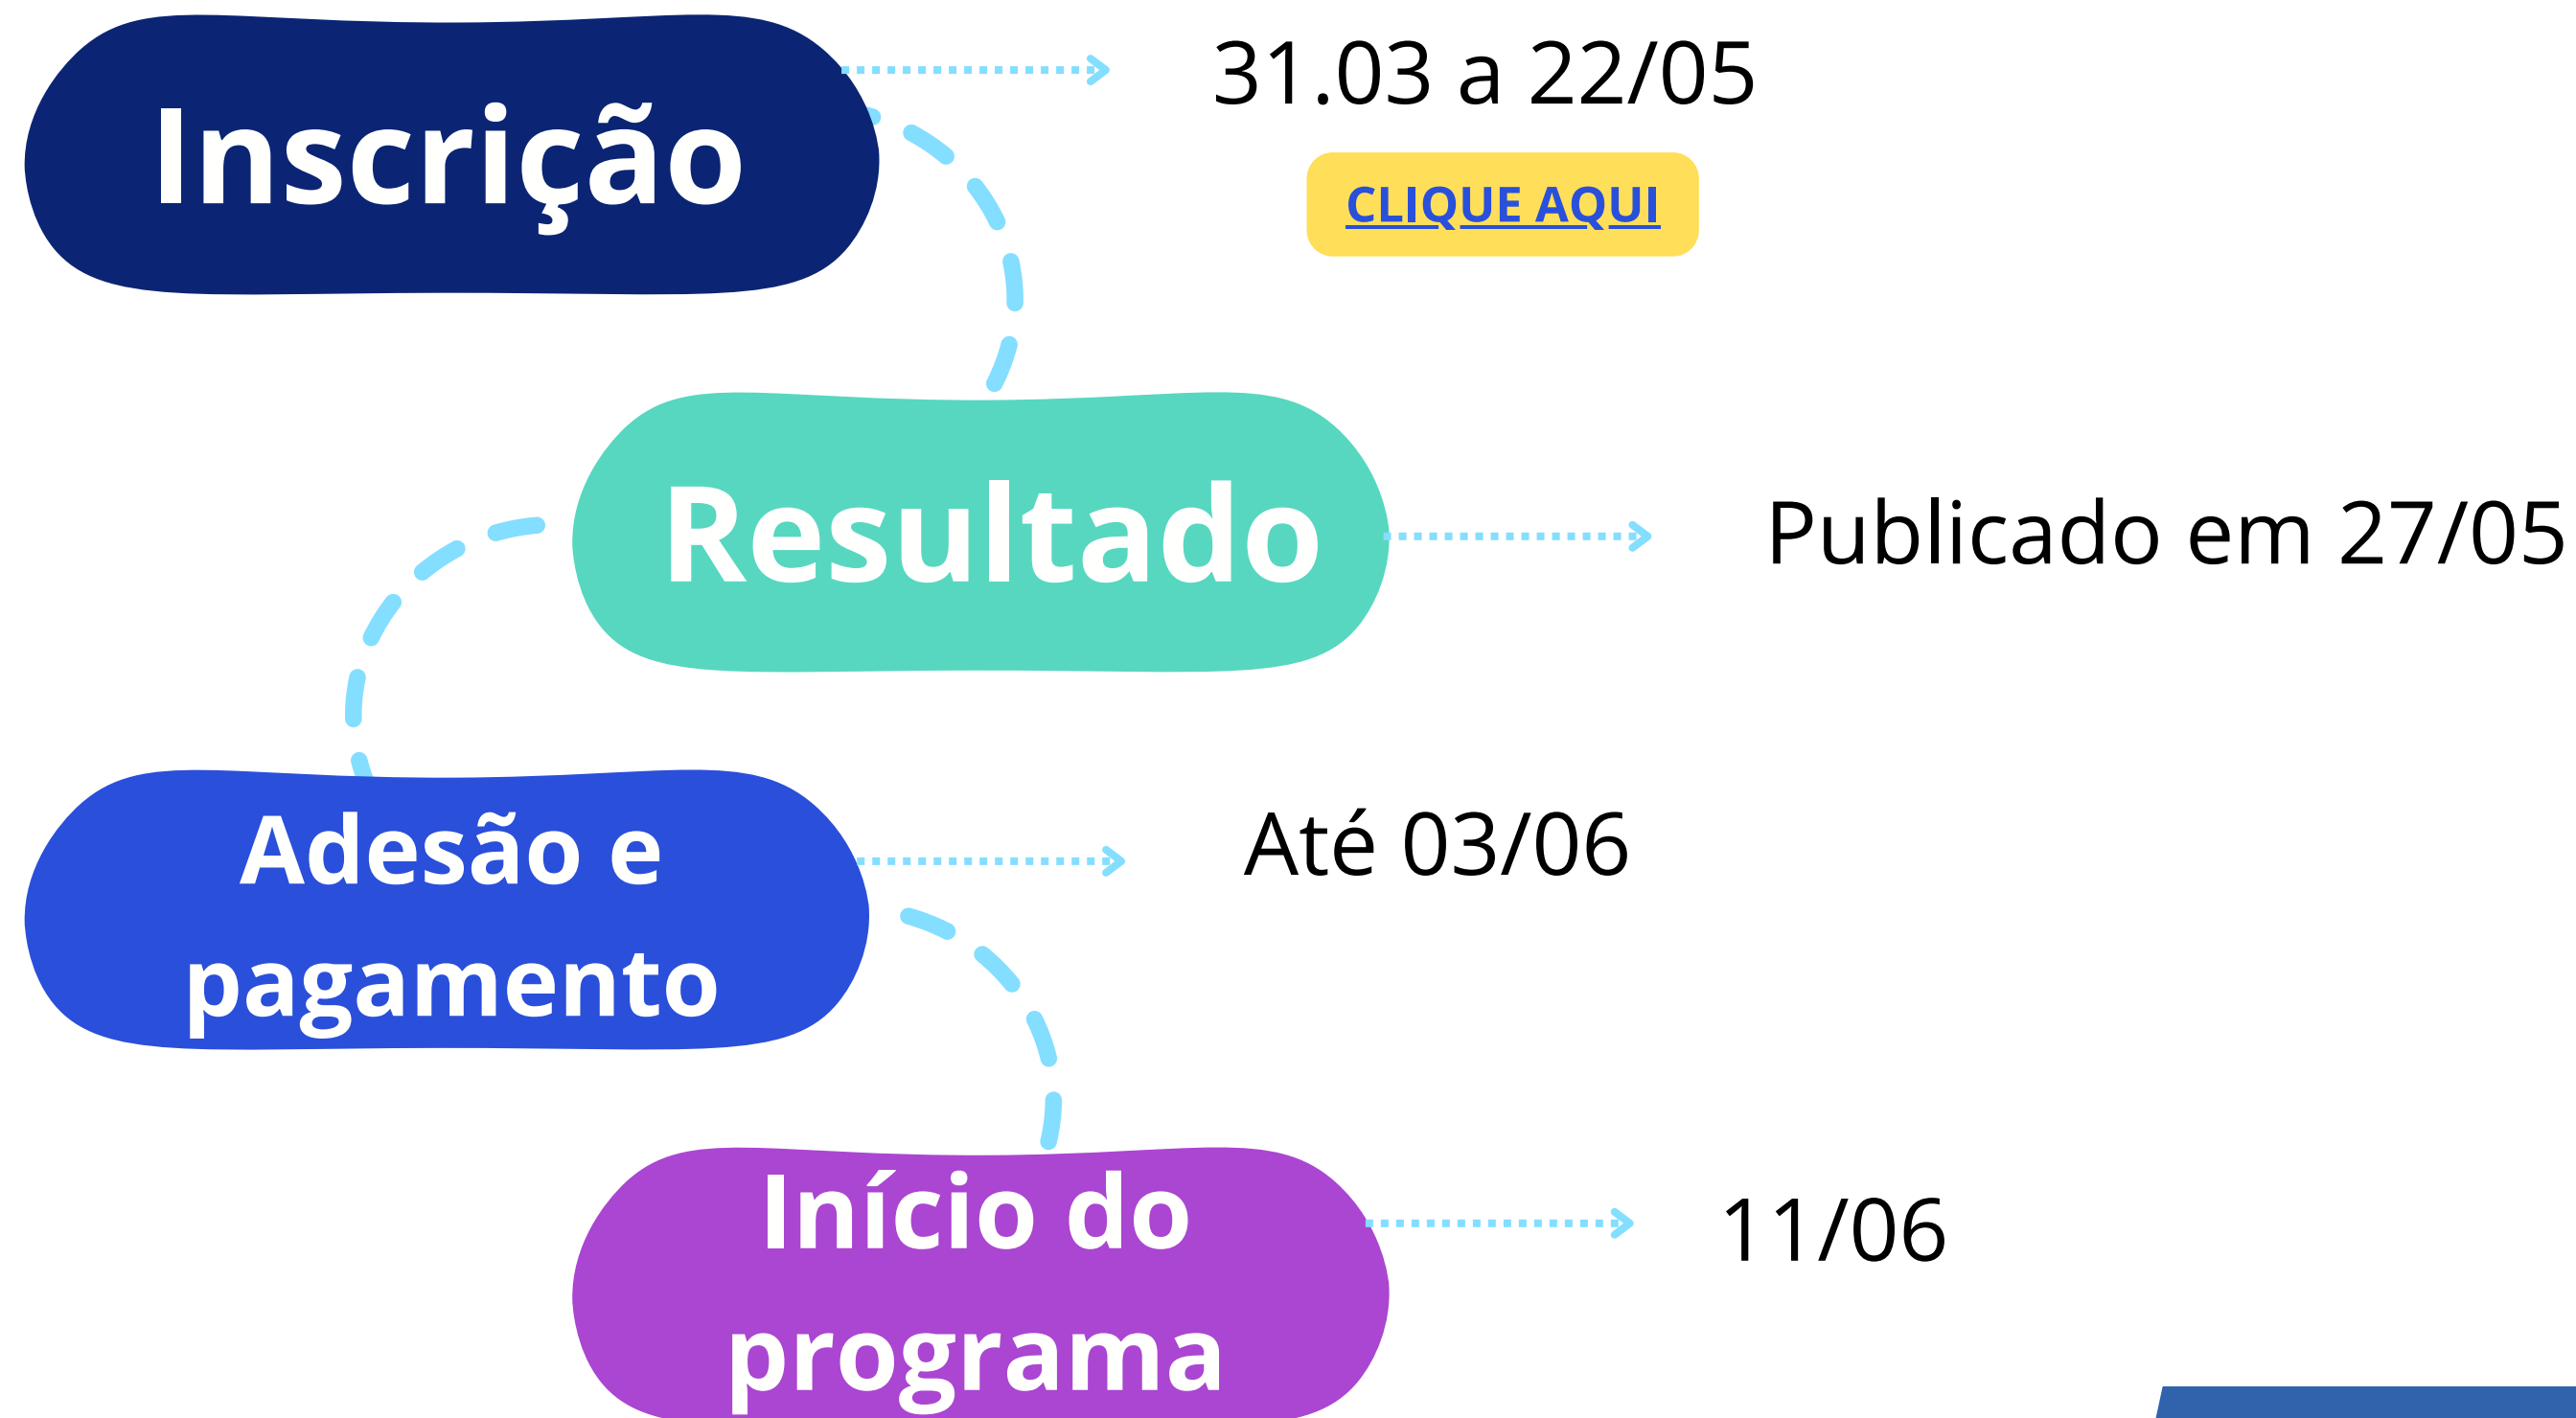 Inscrição
31.03 a 22/05
CLIQUE AQUI
Resultado
Publicado em 27/05
Adesão e
pagamento
Até 03/06
Início do
programa
11/06